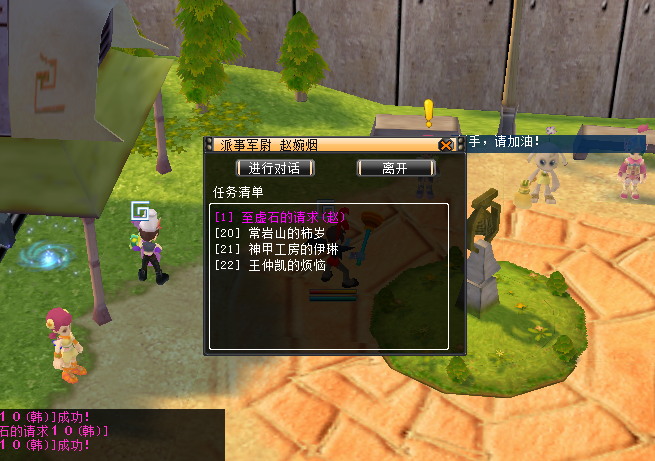 派事军尉 赵婉烟
手，请加油!
进行对话
离开
任务清单
[1] 至虚石的请求(赵)
[20] 常岩山的柿岁
[21] 神甲工房的伊琳
[22] 王仲凯的烦恼
10(韩)]成功!
石的请求10(韩)]
10(韩)]成功!